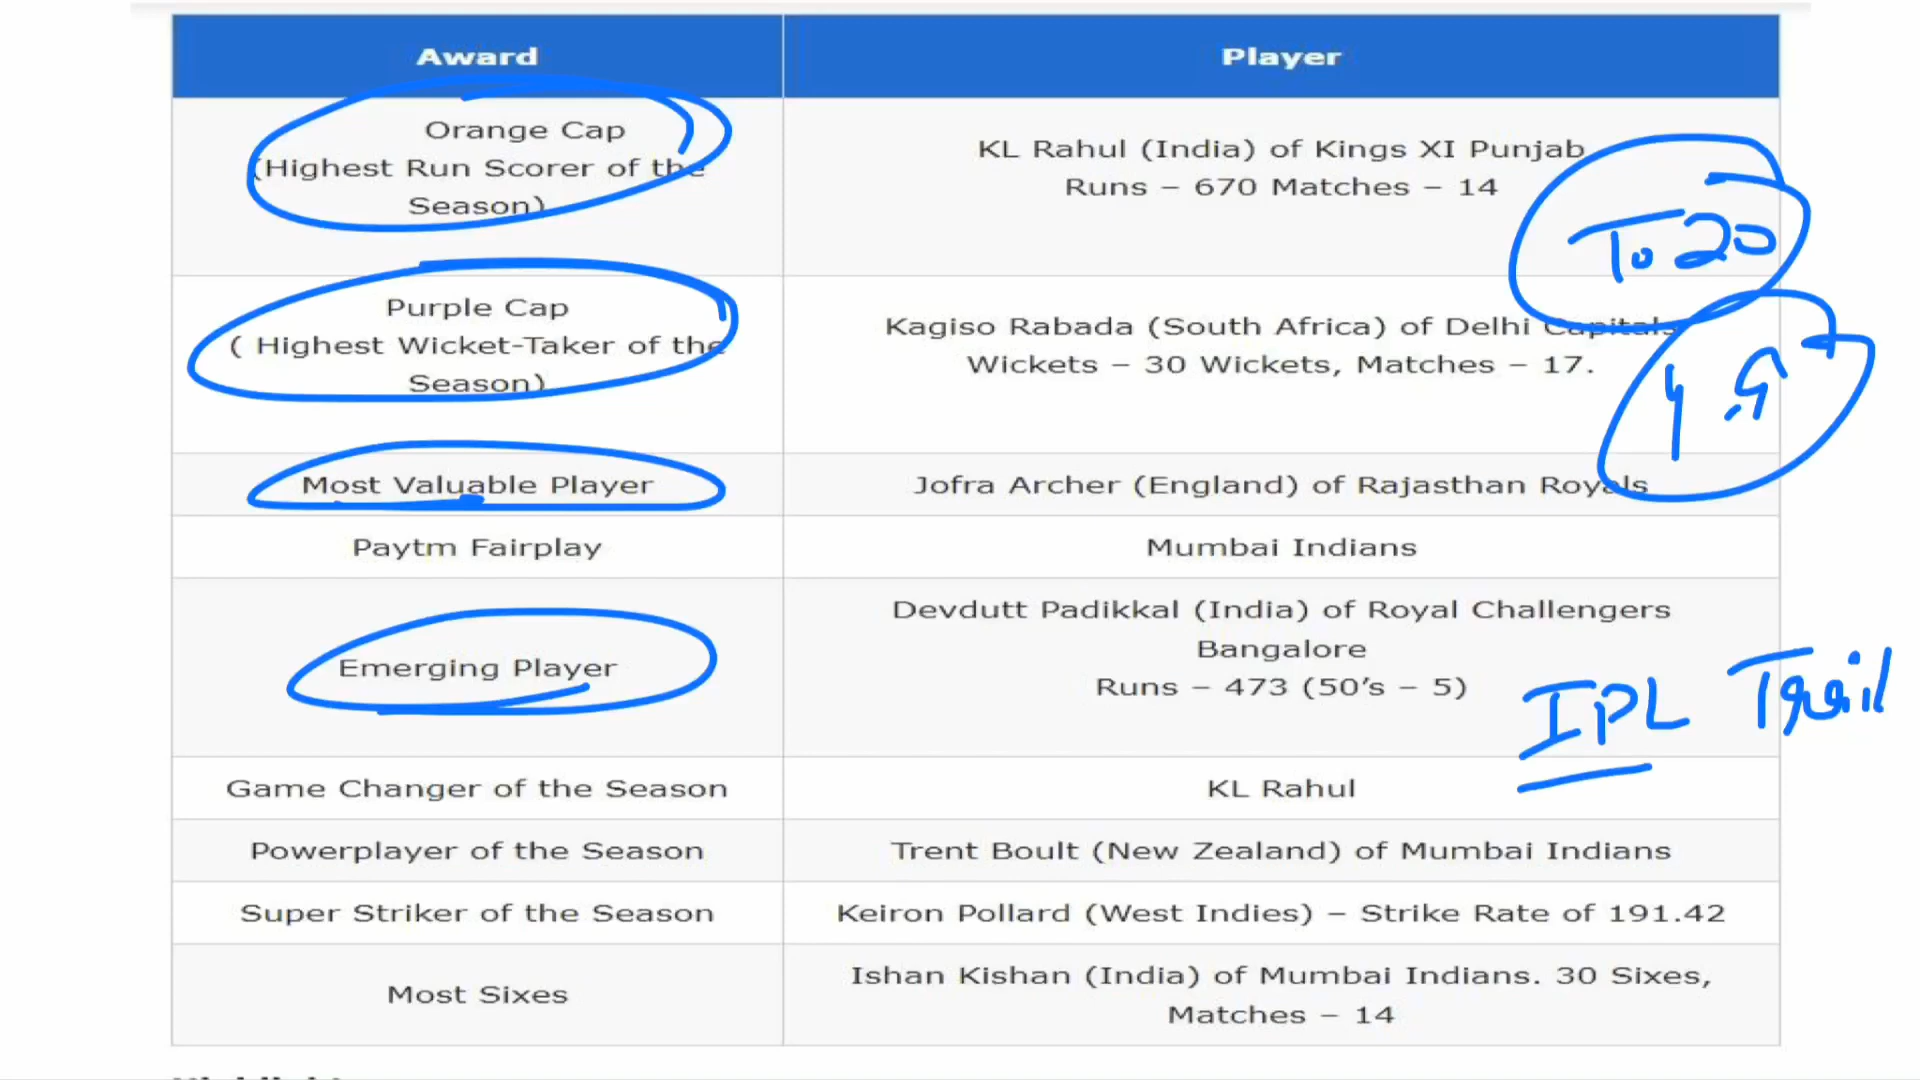 Award
Player
Orange Cap
(Highest Run Scorer of the
Season)
KL Rahul (India) of Kings XI Punjab
Runs – 670 Matches – 14
To 20
Purple Cap
( Highest Wicket-Taker of the
Season)
Kagiso Rabada (South Africa) of Delhi Capitals
Wickets – 30 Wickets, Matches – 17.
Most Valuable Player
Jofra Archer (England) of Rajasthan Royals
Paytm Fairplay
Mumbai Indians
Emerging Player
Devdutt Padikkal (India) of Royal Challengers
Bangalore
Runs – 473 (50's – 5)
IPL
Game Changer of the Season
KL Rahul
Powerplayer of the Season
Trent Boult (New Zealand) of Mumbai Indians
Super Striker of the Season
Keiron Pollard (West Indies) – Strike Rate of 191.42
Most Sixes
Ishan Kishan (India) of Mumbai Indians. 30 Sixes,
Matches – 14